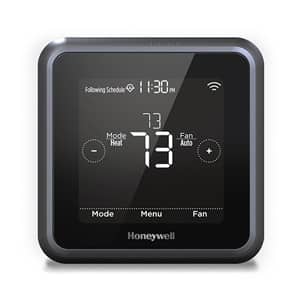 Following Schedule 11:30 PM
73
Mode Heat 73 Fan Auto
− +
Mode Menu Fan
Honeywell